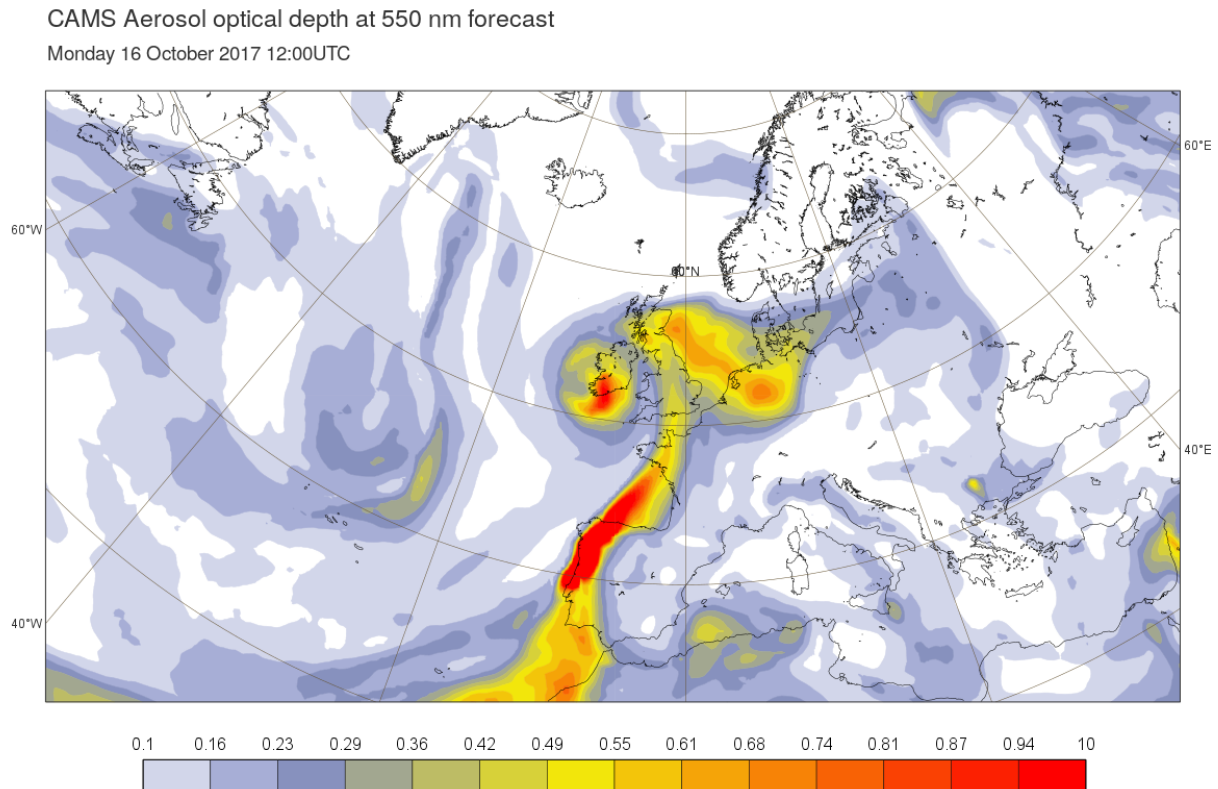 CAMS Aerosol optical depth at 550 nm forecast
Monday 16 October 2017 12:00UTC
60°E
60°W
60°N
40°E
40°W
0.1 0.16 0.23 0.29 0.36 0.42 0.49 0.55 0.61 0.68 0.74 0.81 0.87 0.94 10